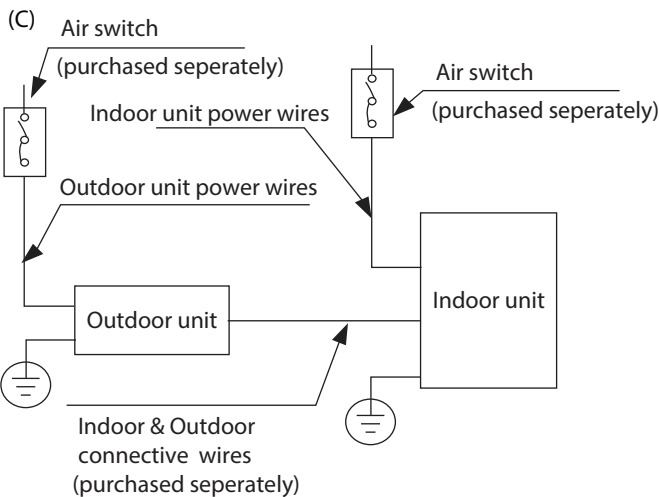 (C)
Air switch
(purchased seperately)
Air switch
(purchased seperately)
Indoor unit power wires
Outdoor unit power wires
Outdoor unit
Indoor unit
Indoor & Outdoor
connective wires
(purchased seperately)